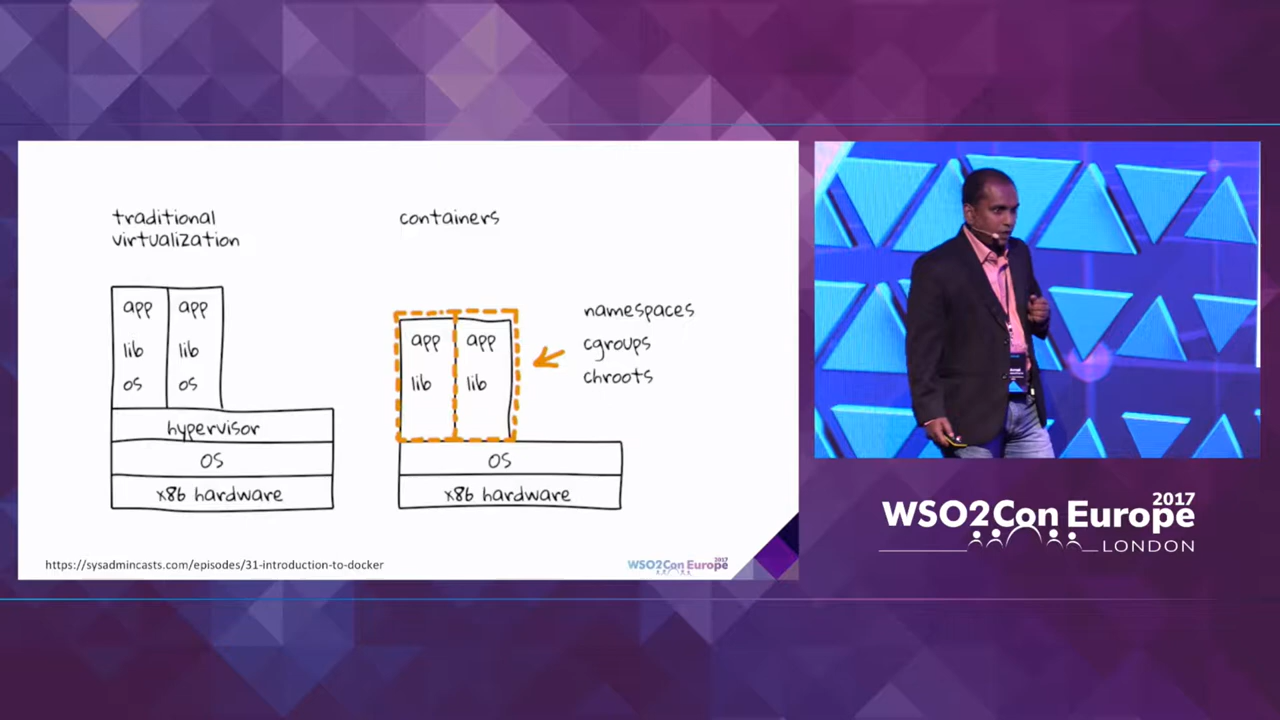 traditional
virtualization
app app
lib lib
os os
hypervisor
OS
x86 hardware
containers
app app
lib lib
OS
x86 hardware
namespaces
cgroups
chroots
https://sysadmincasts.com/episodes/31-introduction-to-docker
WSO2Con Europe 2017
2017
WSO2Con Europe
LONDON